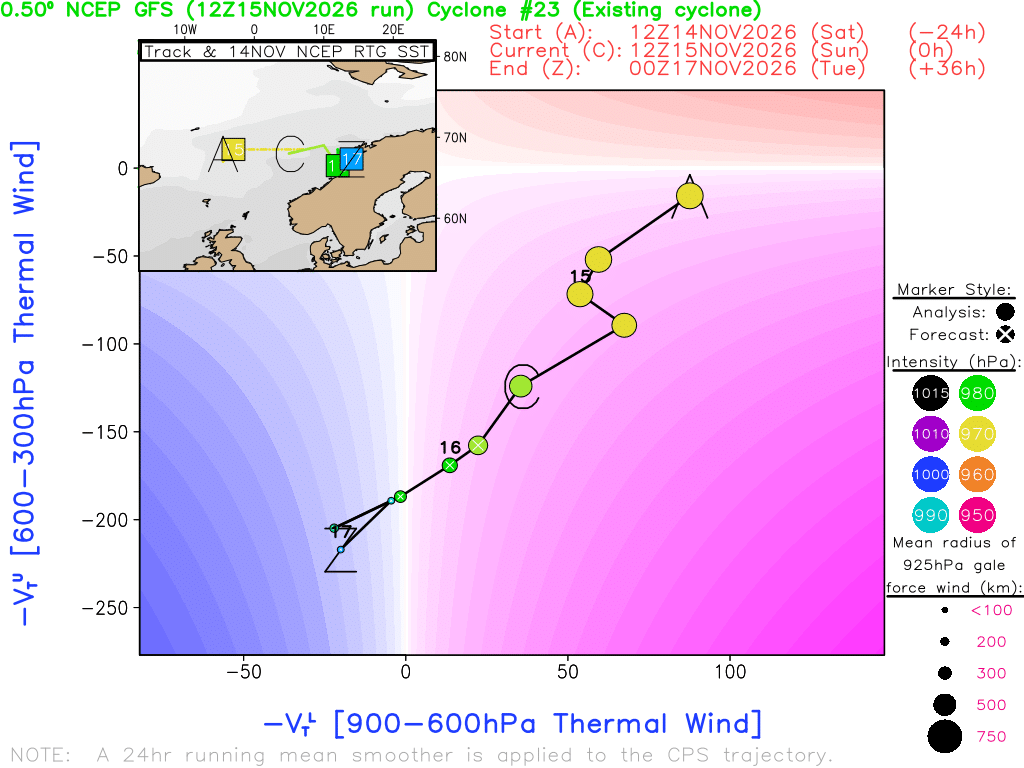 0.50° NCEP GFS (12Z15NOV2026 run) Cyclone #23 (Existing cyclone)
Start (A): 12Z14NOV2026 (Sat) (−24h)
Current (C): 12Z15NOV2026 (Sun) (0h)
End (Z): 00Z17NOV2026 (Tue) (+36h)
10W 0 10E 20E
Track & 14NOV NCEP RTG SST
80N
70N
60N
A 15 C 1 17 Z
−V_T^U [600−300hPa Thermal Wind]
0
−50
−100
−150
−200
−250
A
15
C
16
17
Z
−50 0 50 100
−V_T^L [900−600hPa Thermal Wind]
Marker Style:
Analysis:
Forecast:
Intensity (hPa):
1015 980
1010 970
1000 960
990 950
Mean radius of
925hPa gale
force wind (km):
<100
200
300
500
750
NOTE: A 24hr running mean smoother is applied to the CPS trajectory.